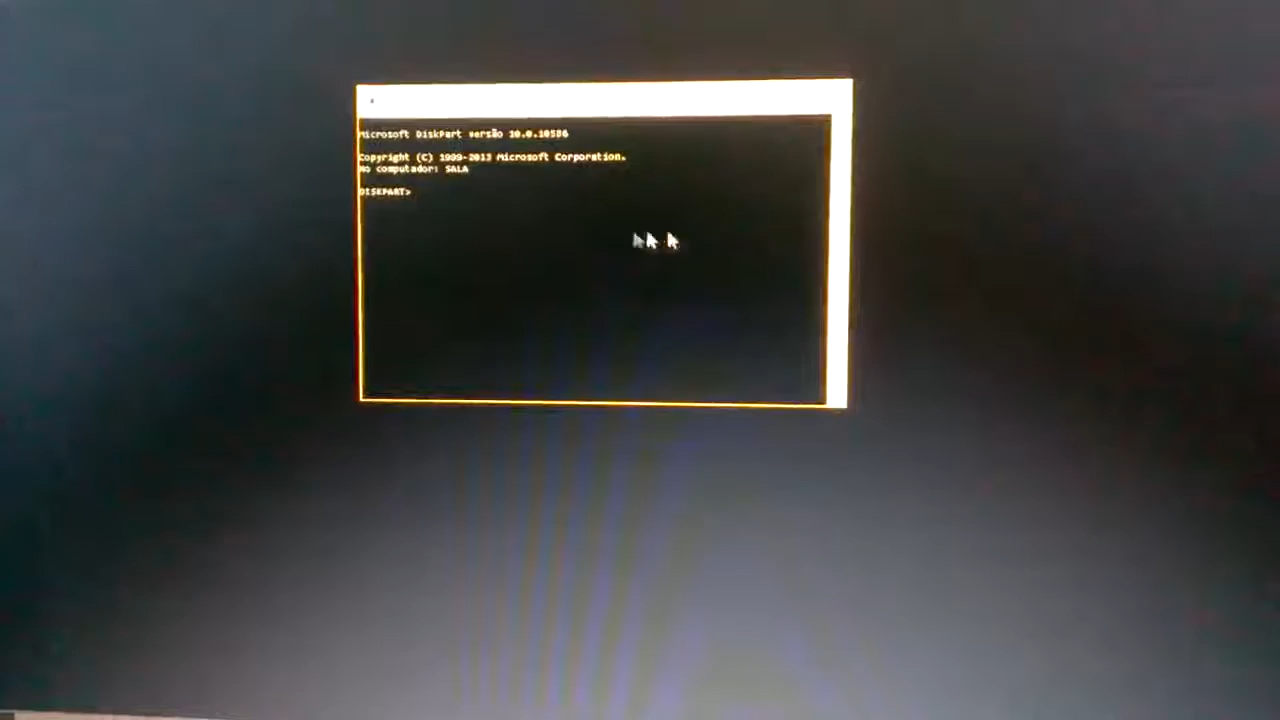 Microsoft DiskPart versão 10.0.10586
Copyright (C) 1999-2013 Microsoft Corporation.
No computador: SALA
DISKPART>